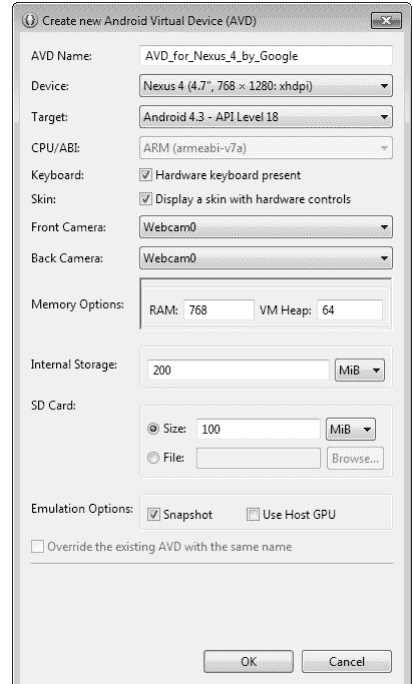 Create new Android Virtual Device (AVD)
AVD Name: AVD_for_Nexus_4_by_Google
Device: Nexus 4 (4.7", 768 × 1280: xhdpi)
Target: Android 4.3 - API Level 18
CPU/ABI: ARM (armeabi-v7a)
Keyboard: Hardware keyboard present
Skin: Display a skin with hardware controls
Front Camera: Webcam0
Back Camera: Webcam0
Memory Options: RAM: 768 VM Heap: 64
Internal Storage: 200 MiB
SD Card:
Size: 100 MiB
File: Browse...
Emulation Options: Snapshot Use Host GPU
Override the existing AVD with the same name
OK Cancel